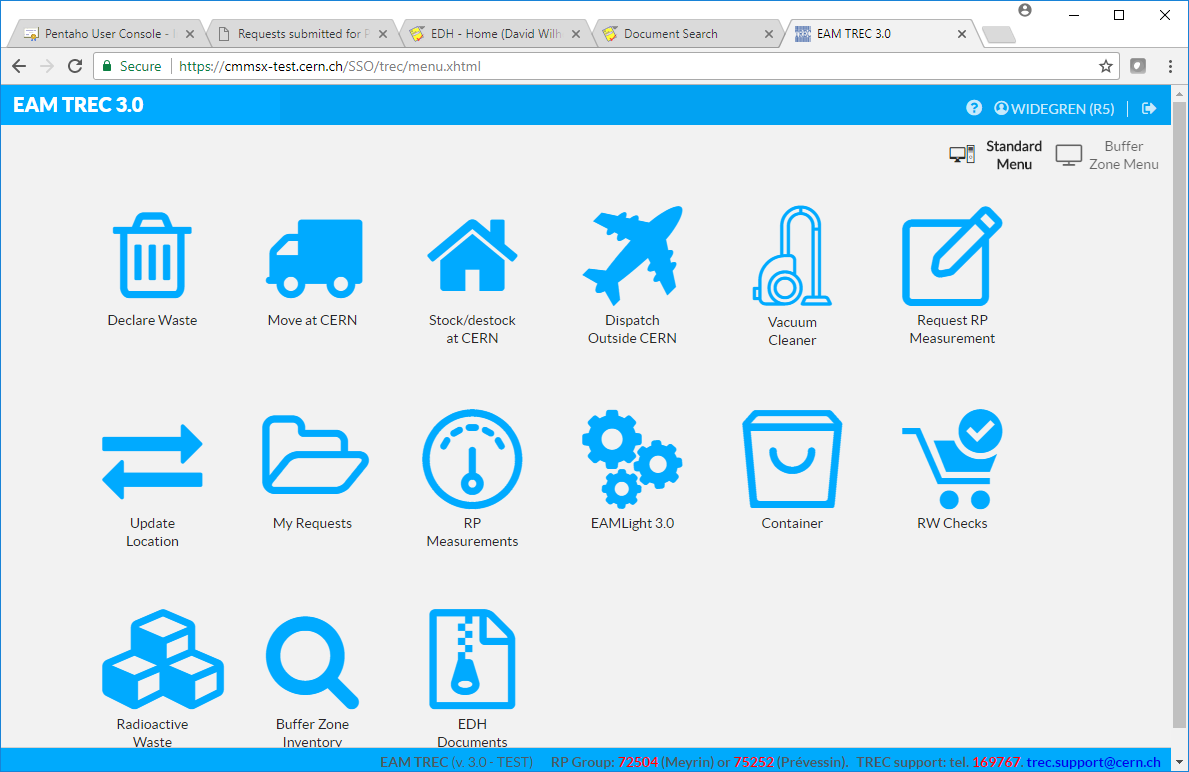 Pentaho User Console -
Requests submitted for
EDH - Home (David Wilh
Document Search
EAM TREC 3.0
Secure
https://cmmsx-test.cern.ch/SSO/trec/menu.xhtml
EAM TREC 3.0
? WIDEGREN (R5)
Standard Menu
Buffer Zone Menu
Declare Waste
Move at CERN
Stock/destock
at CERN
Dispatch
Outside CERN
Vacuum
Cleaner
Request RP
Measurement
Update
Location
My Requests
RP
Measurements
EAMLight 3.0
Container
RW Checks
Radioactive
Waste
Buffer Zone
Inventory
EDH
Documents
EAM TREC (v. 3.0 - TEST) RP Group: 72504 (Meyrin) or 75252 (Prévessin). TREC support: tel. 169767. trec.support@cern.ch